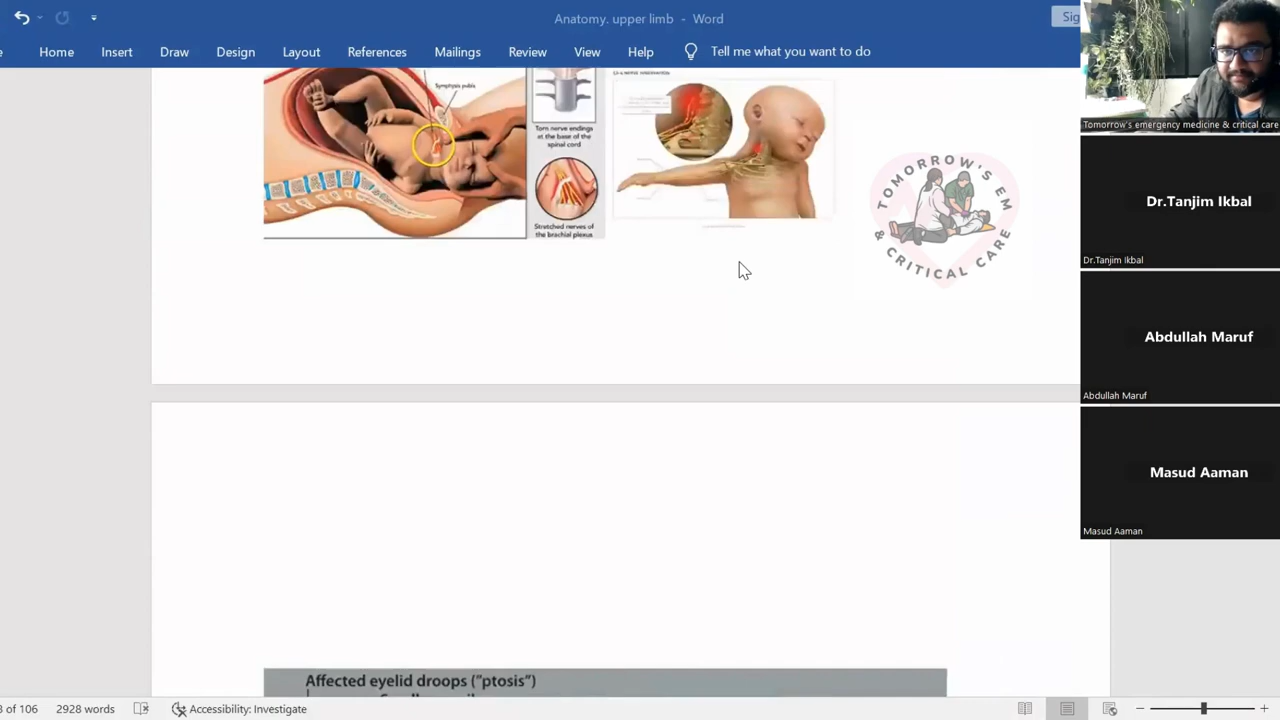 Anatomy. upper limb - Word
Sig
Home Insert Draw Design Layout References Mailings Review View Help Tell me what you want to do
Symphysis pubis
Torn nerve endings
at the base of the
spinal cord
Stretched nerves of
the brachial plexus
TOMORROW'S EM
& CRITICAL CARE
Affected eyelid droops ("ptosis")
Tomorrow's emergency medicine & critical care
Dr.Tanjim Ikbal
Dr.Tanjim Ikbal
Abdullah Maruf
Abdullah Maruf
Masud Aaman
Masud Aaman
3 of 106 2928 words Accessibility: Investigate